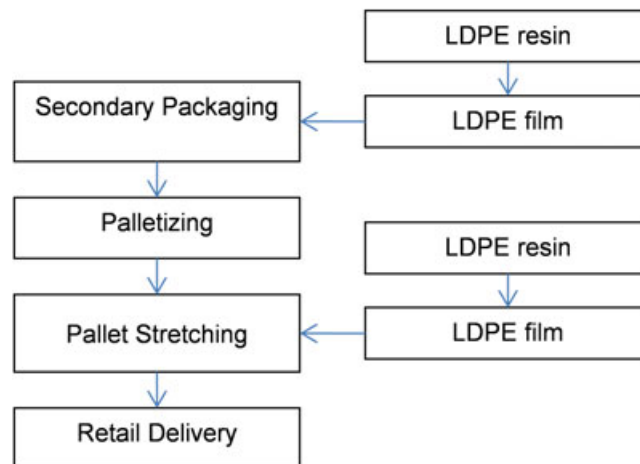 LDPE resin
Secondary Packaging
LDPE film
Palletizing
LDPE resin
Pallet Stretching
LDPE film
Retail Delivery